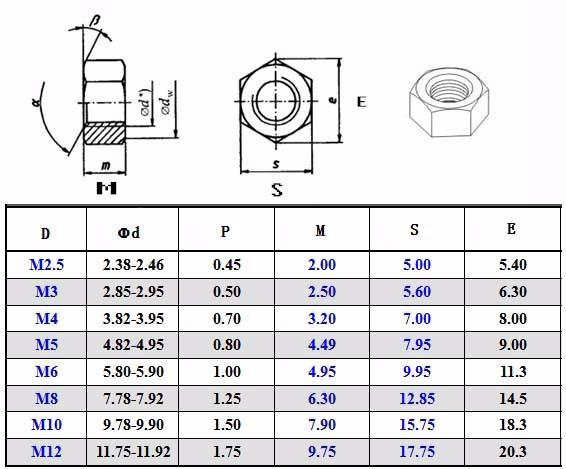 β
α
Ød*)
Ødw
e
E
m
s
M
S
D Φd P M S E
M2.5 2.38-2.46 0.45 2.00 5.00 5.40
M3 2.85-2.95 0.50 2.50 5.60 6.30
M4 3.82-3.95 0.70 3.20 7.00 8.00
M5 4.82-4.95 0.80 4.49 7.95 9.00
M6 5.80-5.90 1.00 4.95 9.95 11.3
M8 7.78-7.92 1.25 6.30 12.85 14.5
M10 9.78-9.90 1.50 7.90 15.75 18.3
M12 11.75-11.92 1.75 9.75 17.75 20.3